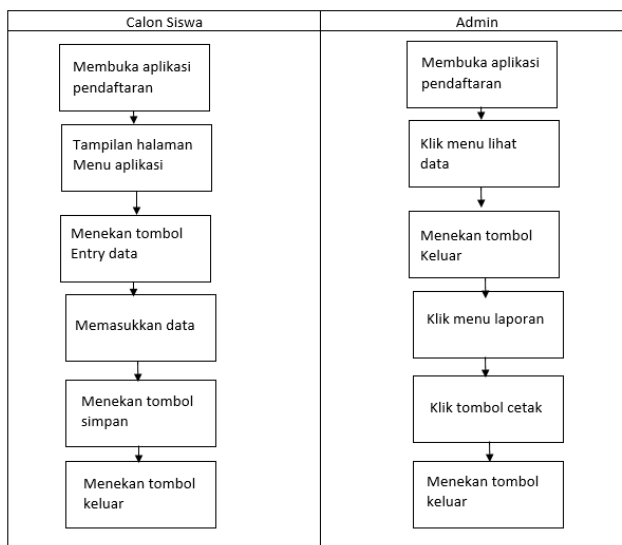 Calon Siswa
Membuka aplikasi
pendaftaran
Tampilan halaman
Menu aplikasi
Menekan tombol
Entry data
Memasukkan data
Menekan tombol
simpan
Menekan tombol
keluar
Admin
Membuka aplikasi
pendaftaran
Klik menu lihat
data
Menekan tombol
Keluar
Klik menu laporan
Klik tombol cetak
Menekan tombol
keluar